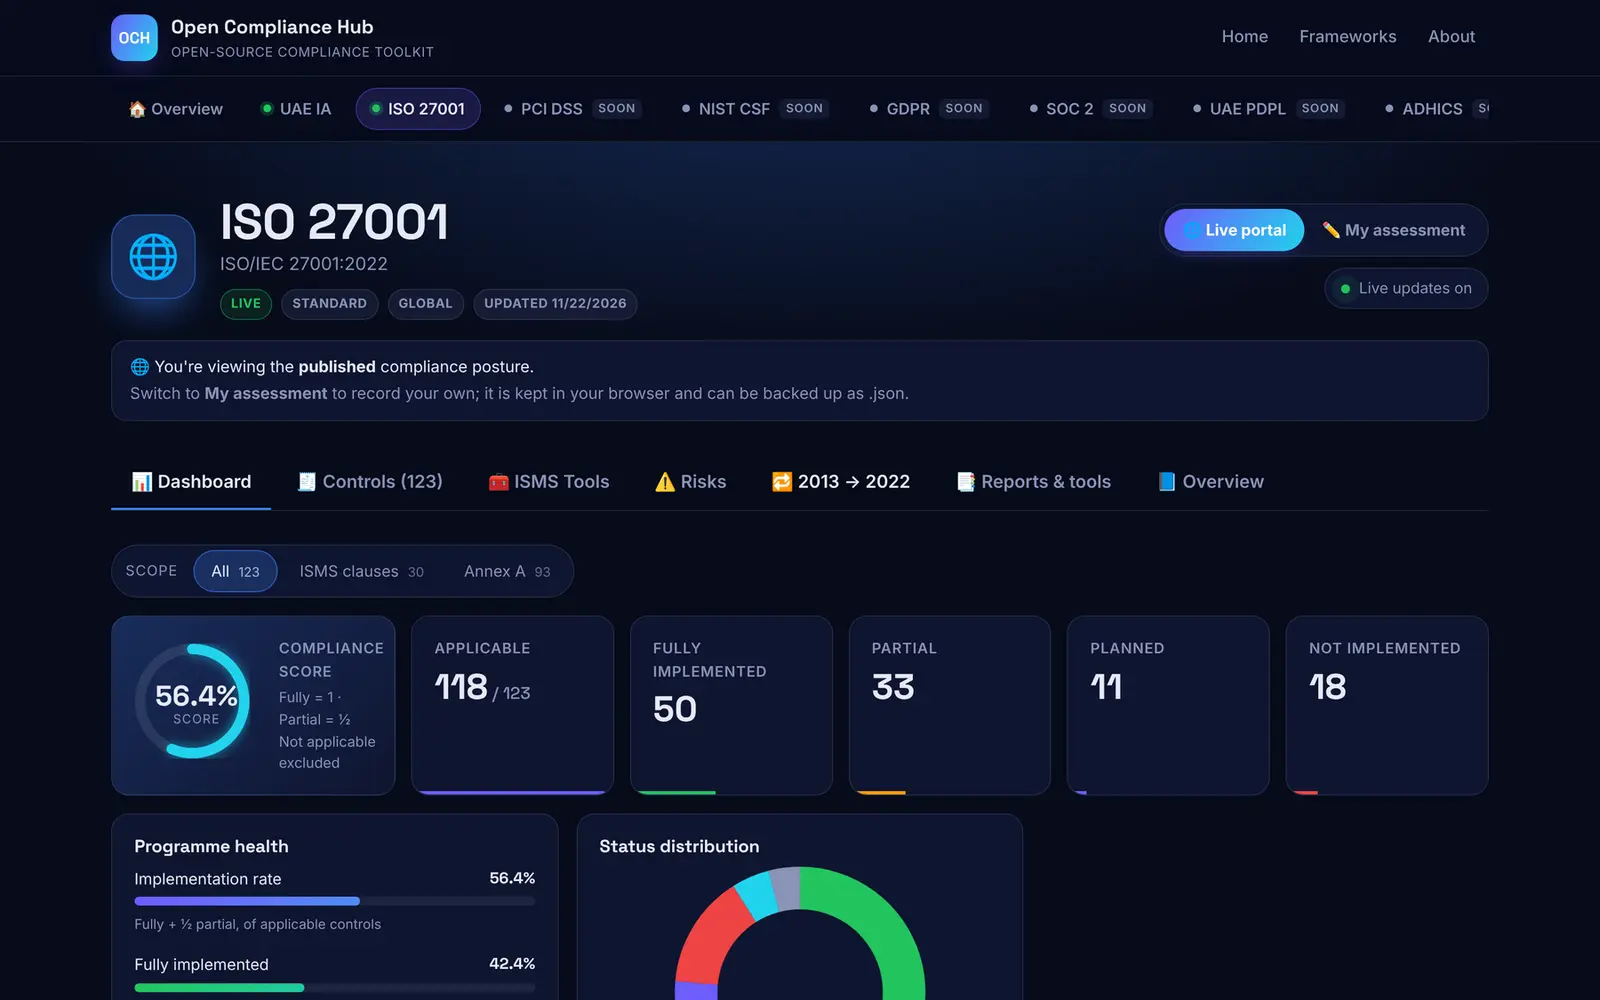 OCH
Open Compliance Hub
OPEN-SOURCE COMPLIANCE TOOLKIT
Home
Frameworks
About
Overview
UAE IA
ISO 27001
PCI DSS SOON
NIST CSF SOON
GDPR SOON
SOC 2 SOON
UAE PDPL SOON
ADHICS
ISO 27001
ISO/IEC 27001:2022
LIVE
STANDARD
GLOBAL
UPDATED 11/22/2026
Live portal
My assessment
Live updates on
You're viewing the published compliance posture.
Switch to My assessment to record your own; it is kept in your browser and can be backed up as .json.
Dashboard
Controls (123)
ISMS Tools
Risks
2013 → 2022
Reports & tools
Overview
SCOPE
All 123
ISMS clauses 30
Annex A 93
56.4%
SCORE
COMPLIANCE
SCORE
Fully = 1 ·
Partial = ½
Not applicable
excluded
APPLICABLE
118 / 123
FULLY
IMPLEMENTED
50
PARTIAL
33
PLANNED
11
NOT IMPLEMENTED
18
Programme health
Implementation rate 56.4%
Fully + ½ partial, of applicable controls
Fully implemented 42.4%
Status distribution